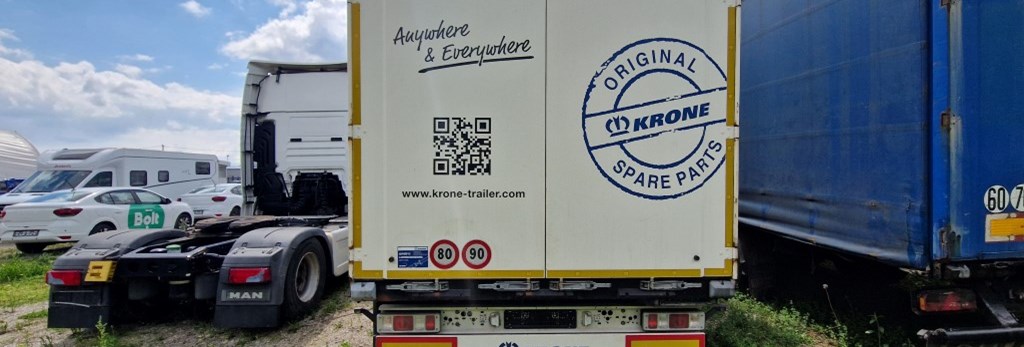 Anywhere
& Everywhere
ORIGINAL
KRONE
SPARE PARTS
www.krone-trailer.com
80 90
60
Bolt
MAN